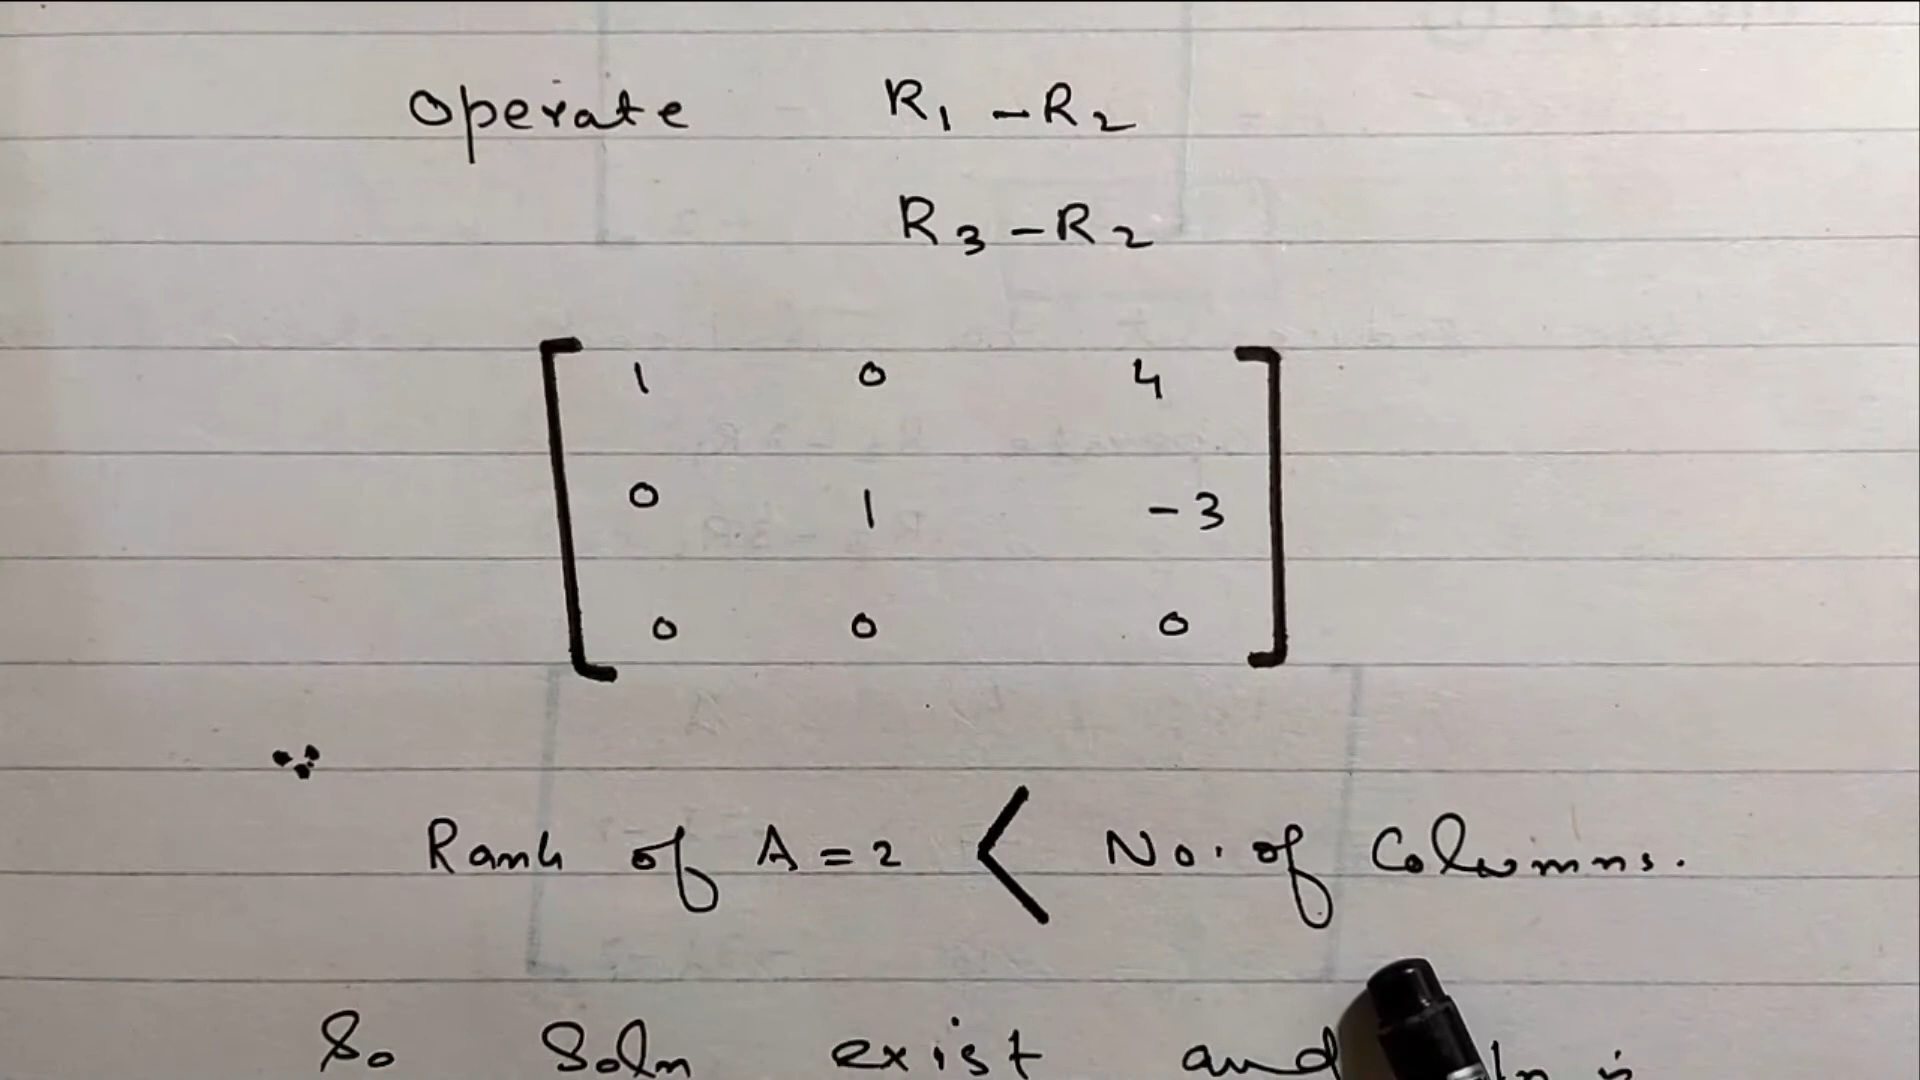 Operate R₁ - R₂
R₃ - R₂
1 0 4
0 1 -3
0 0 0
Rank of A = 2 < No. of Columns.
So Soln exist and